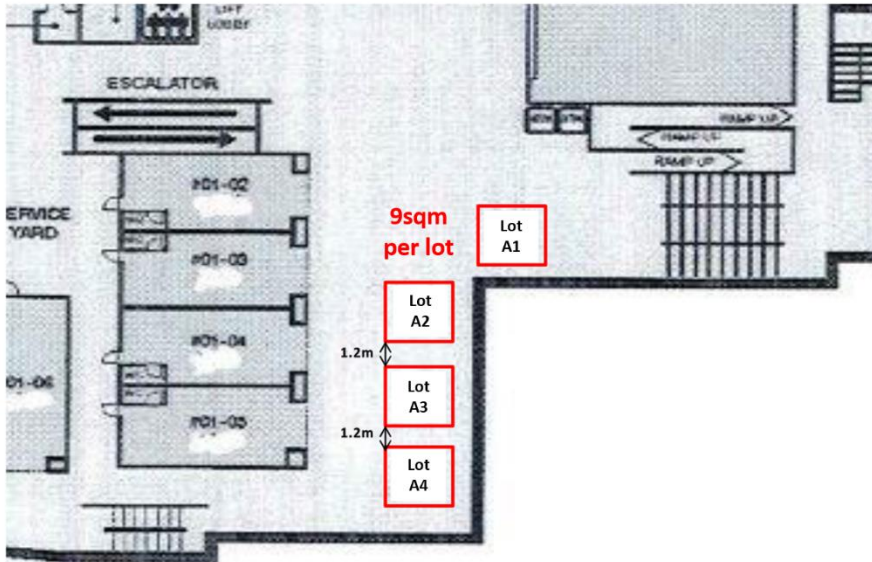 LIFT
LOBBY
ESCALATOR
RAMP UP
RAMP UP
RAMP UP
#01-02
SERVICE
YARD
9sqm
per lot
Lot
A1
#01-03
Lot
A2
#01-04
1.2m
Lot
A3
01-06
#01-05
1.2m
Lot
A4